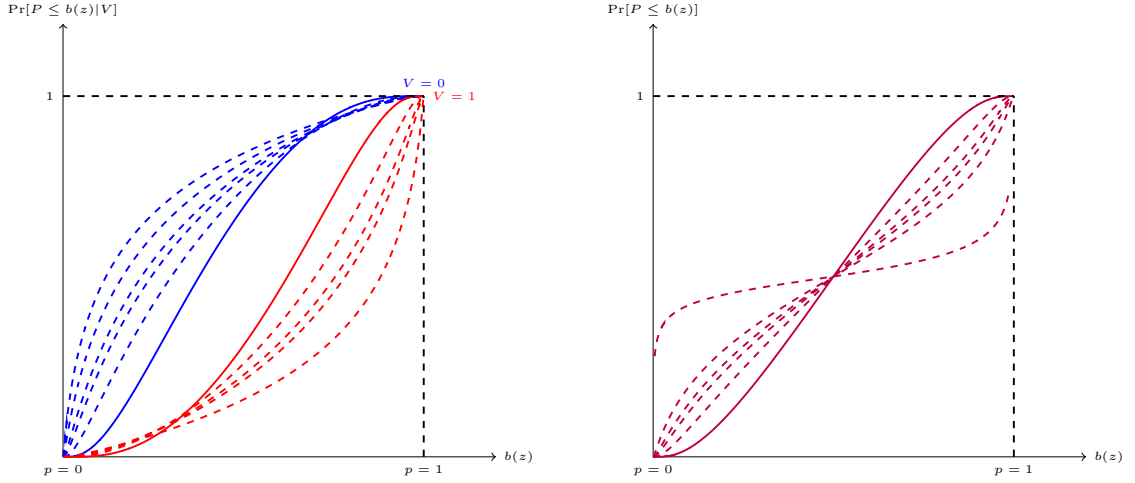 Pr[P ≤ b(z)|V]
V = 0
1
V = 1
p = 0
p = 1
b(z)
Pr[P ≤ b(z)]
1
p = 0
p = 1
b(z)